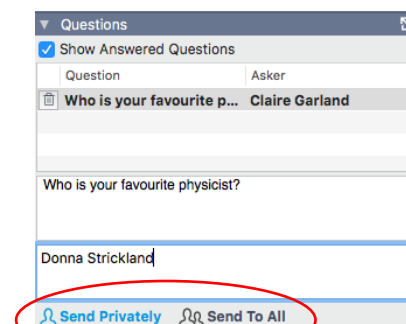 Questions
Show Answered Questions
Question Asker
Who is your favourite p... Claire Garland
Who is your favourite physicist?
Donna Strickland
Send Privately Send To All